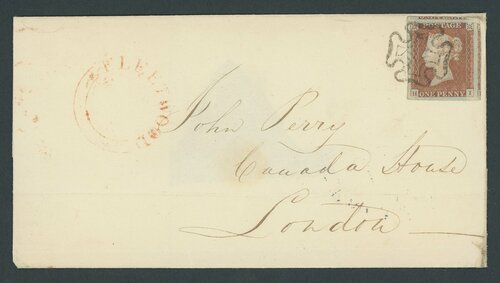 FLEETWOOD
POSTAGE
ONE PENNY
John Perry
Canada House
London